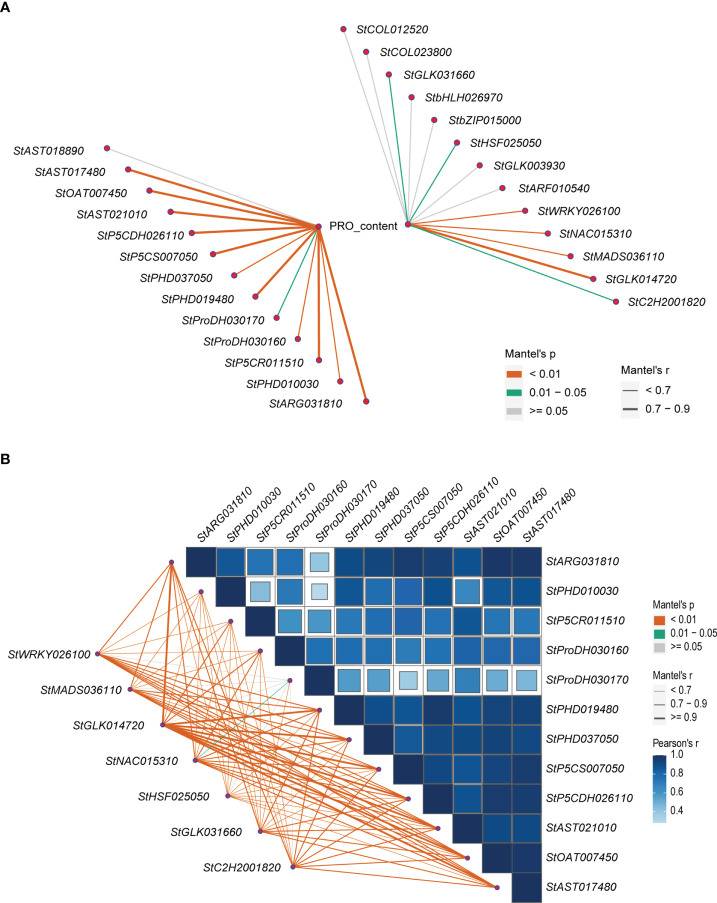 A
StCOL012520
StCOL023800
StGLK031660
StbHLH026970
StbZIP015000
StHSF025050
StAST018890
StGLK003930
StAST017480
StARF010540
StOAT007450
StWRKY026100
StAST021010
PRO_content
StP5CDH026110
StNAC015310
StP5CS007050
StMADS036110
StPHD037050
StGLK014720
StPHD019480
StC2H2001820
StProDH030170
StProDH030160
StP5CR011510
StPHD010030
StARG031810
Mantel's p
< 0.01
0.01 − 0.05
>= 0.05
Mantel's r
< 0.7
0.7 − 0.9
B
StARG031810
StPHD010030
StP5CR011510
StProDH030160
StProDH030170
StPHD019480
StPHD037050
StP5CS007050
StP5CDH026110
StAST021010
StOAT007450
StAST017480
StARG031810
StPHD010030
StP5CR011510
StProDH030160
StProDH030170
StPHD019480
StPHD037050
StP5CS007050
StP5CDH026110
StAST021010
StOAT007450
StAST017480
StWRKY026100
StMADS036110
StGLK014720
StNAC015310
StHSF025050
StGLK031660
StC2H2001820
Mantel's p
< 0.01
0.01 − 0.05
>= 0.05
Mantel's r
< 0.7
0.7 − 0.9
>= 0.9
Pearson's r
1.0
0.8
0.6
0.4